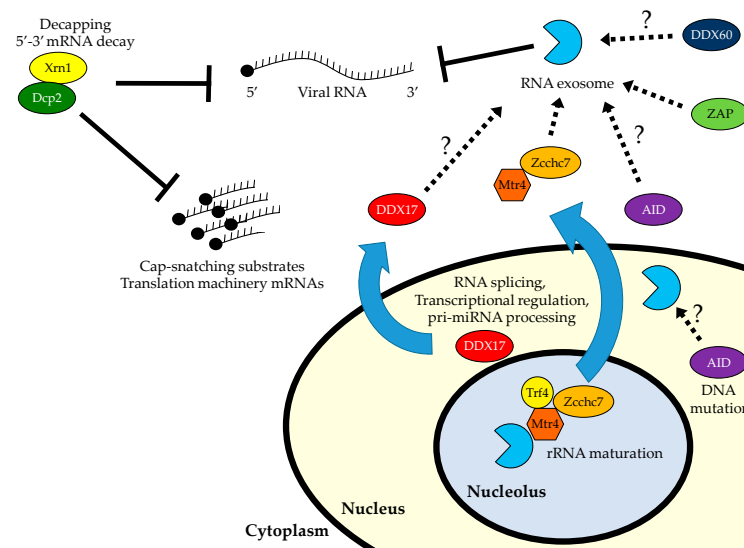 Decapping
5'-3' mRNA decay
Xrn1
Dcp2
5'
Viral RNA
3'
RNA exosome
?
DDX60
ZAP
?
?
Zcchc7
Mtr4
DDX17
AID
Cap-snatching substrates
Translation machinery mRNAs
RNA splicing,
Transcriptional regulation,
pri-miRNA processing
DDX17
?
AID
DNA
mutation
Trf4
Zcchc7
Mtr4
rRNA maturation
Nucleolus
Nucleus
Cytoplasm